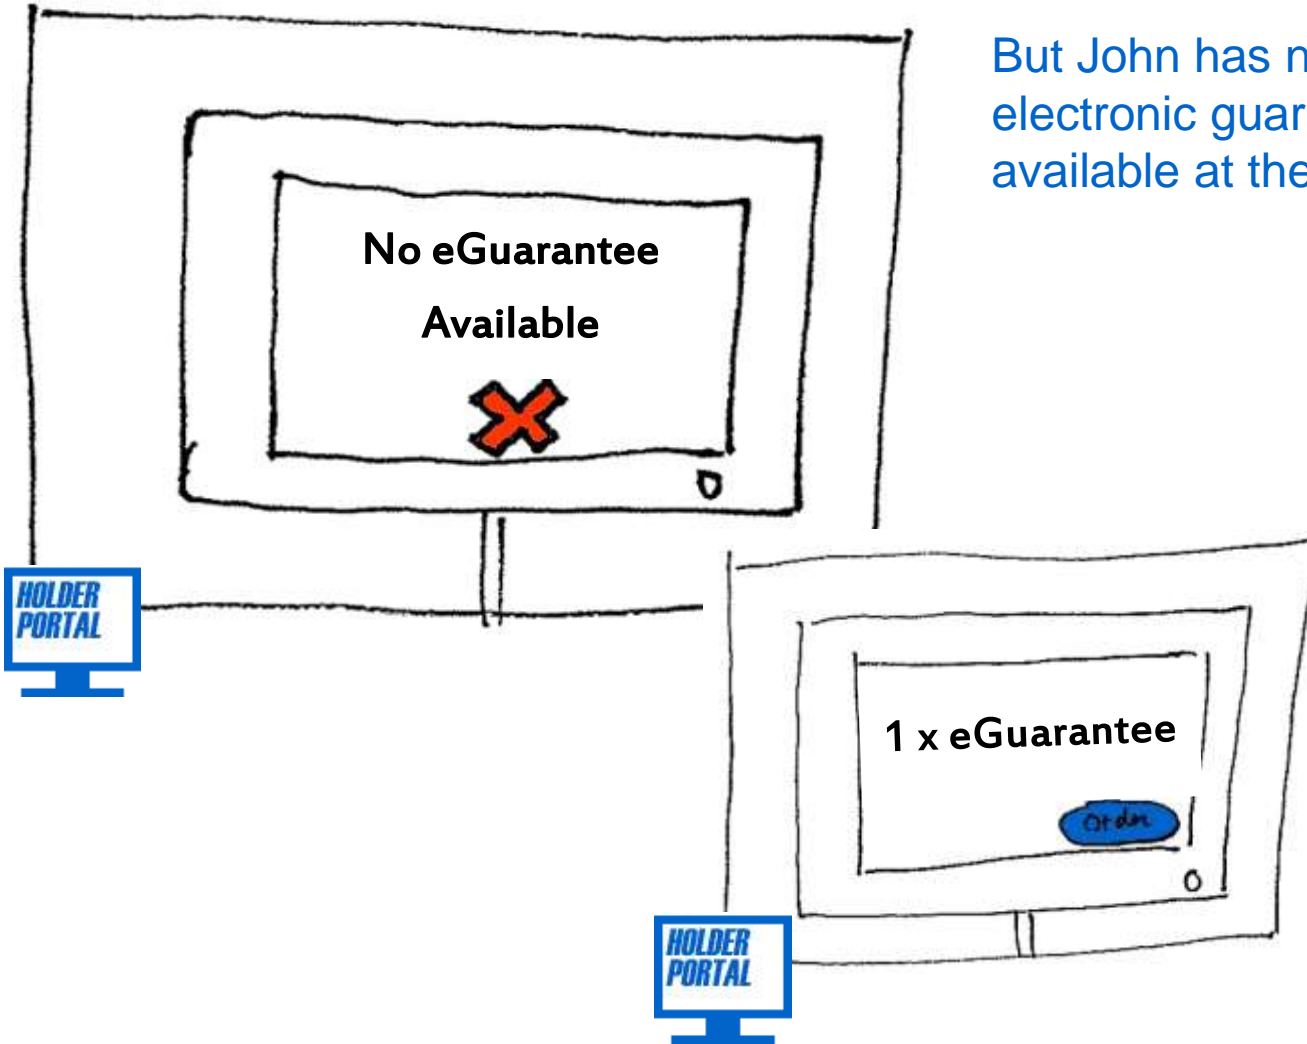 But John has n
electronic guar
available at the
No eGuarantee
Available
HOLDER
PORTAL
1 x eGuarantee
Order
HOLDER
PORTAL